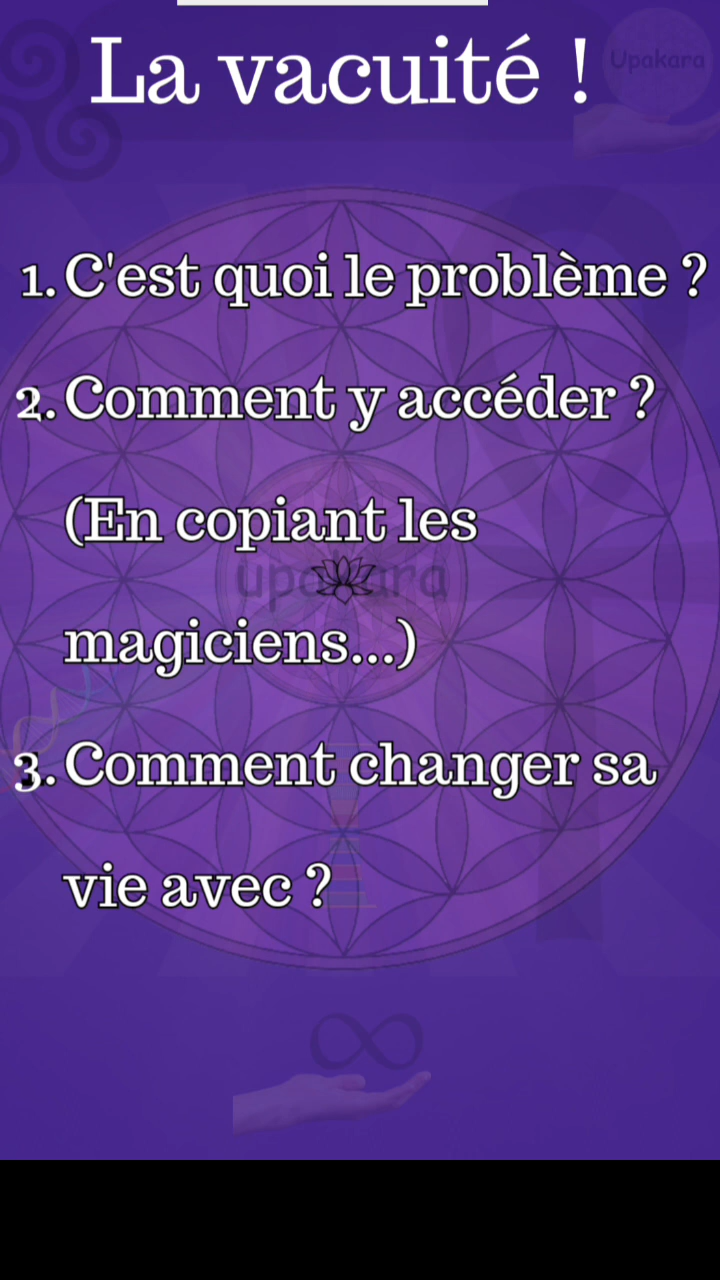 La vacuité !
Upakara
1. C'est quoi le problème ?
2. Comment y accéder ?
(En copiant les
upakara
magiciens...)
3. Comment changer sa
vie avec ?